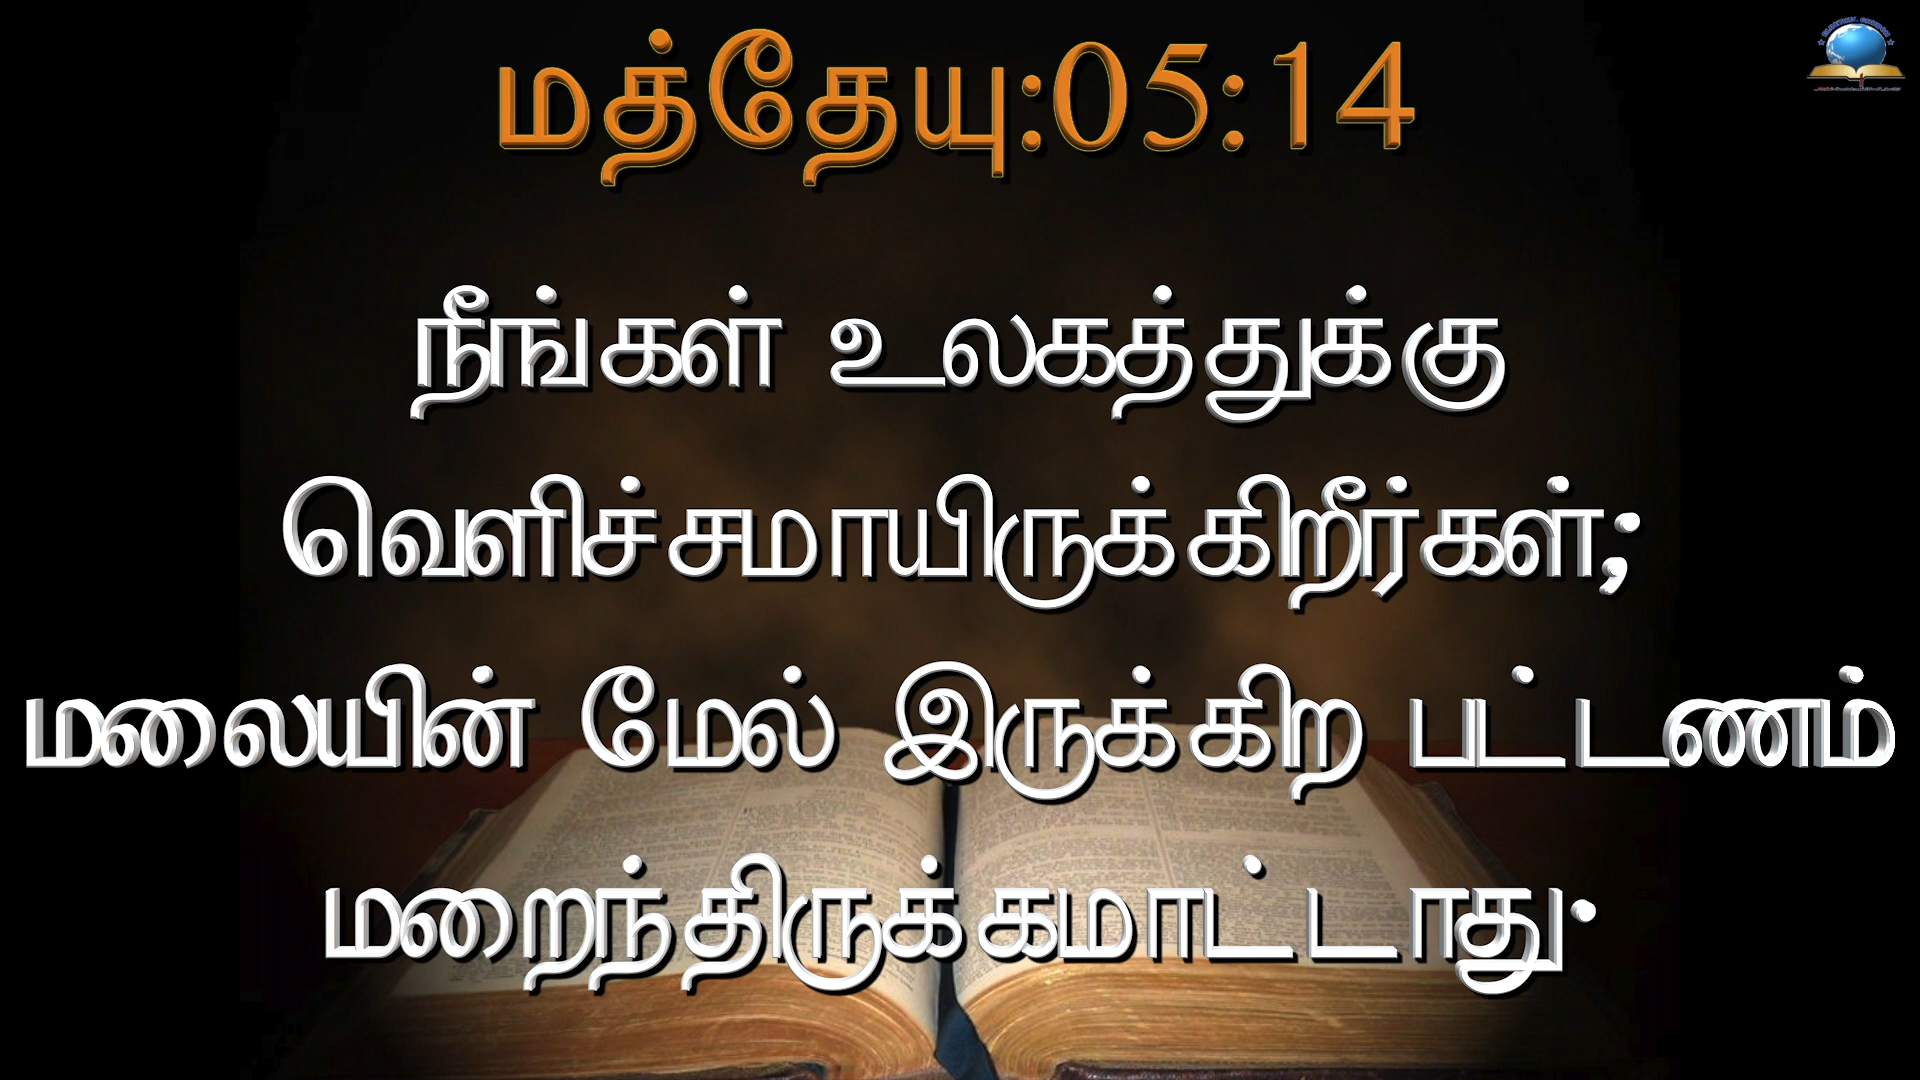 மத்தேயு:05:14
நீங்கள் உலகத்துக்கு
வெளிச்சமாயிருக்கிறீர்கள்;
மலையின் மேல் இருக்கிற பட்டணம்
மறைந்திருக்கமாட்டாது.